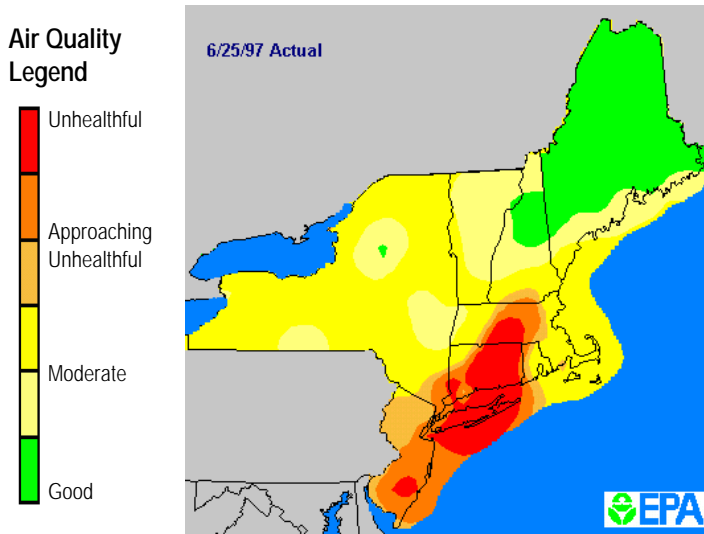 Air Quality
Legend
Unhealthful
Approaching
Unhealthful
Moderate
Good
6/25/97 Actual
EPA